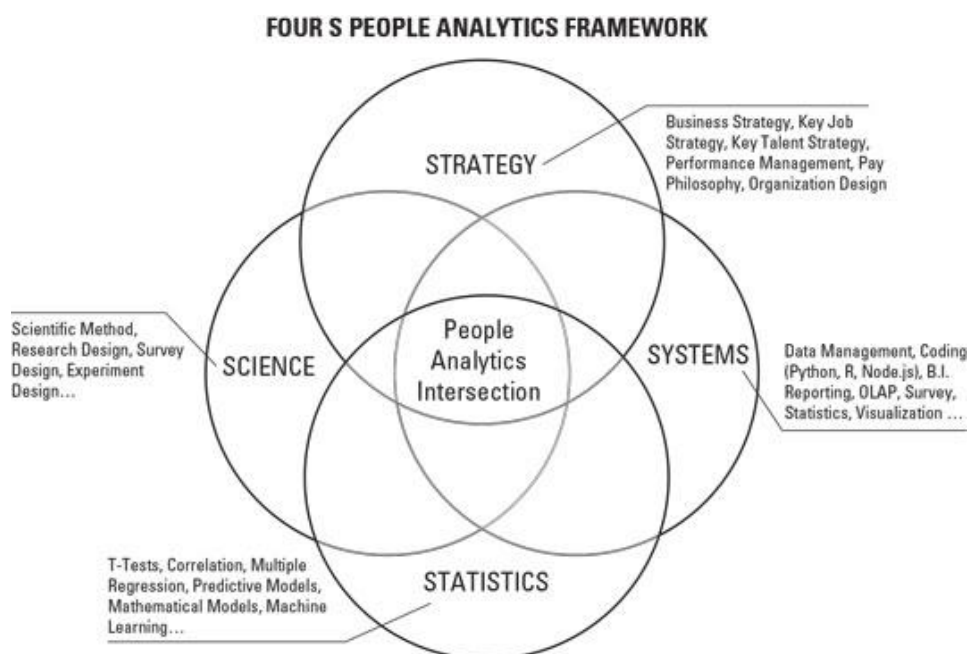 FOUR S PEOPLE ANALYTICS FRAMEWORK
STRATEGY
Business Strategy, Key Job
Strategy, Key Talent Strategy,
Performance Management, Pay
Philosophy, Organization Design
Scientific Method,
Research Design, Survey
Design, Experiment
Design…
SCIENCE
People
Analytics
Intersection
SYSTEMS
Data Management, Coding
(Python, R, Node.js), B.I.
Reporting, OLAP, Survey,
Statistics, Visualization …
T-Tests, Correlation, Multiple
Regression, Predictive Models,
Mathematical Models, Machine
Learning…
STATISTICS